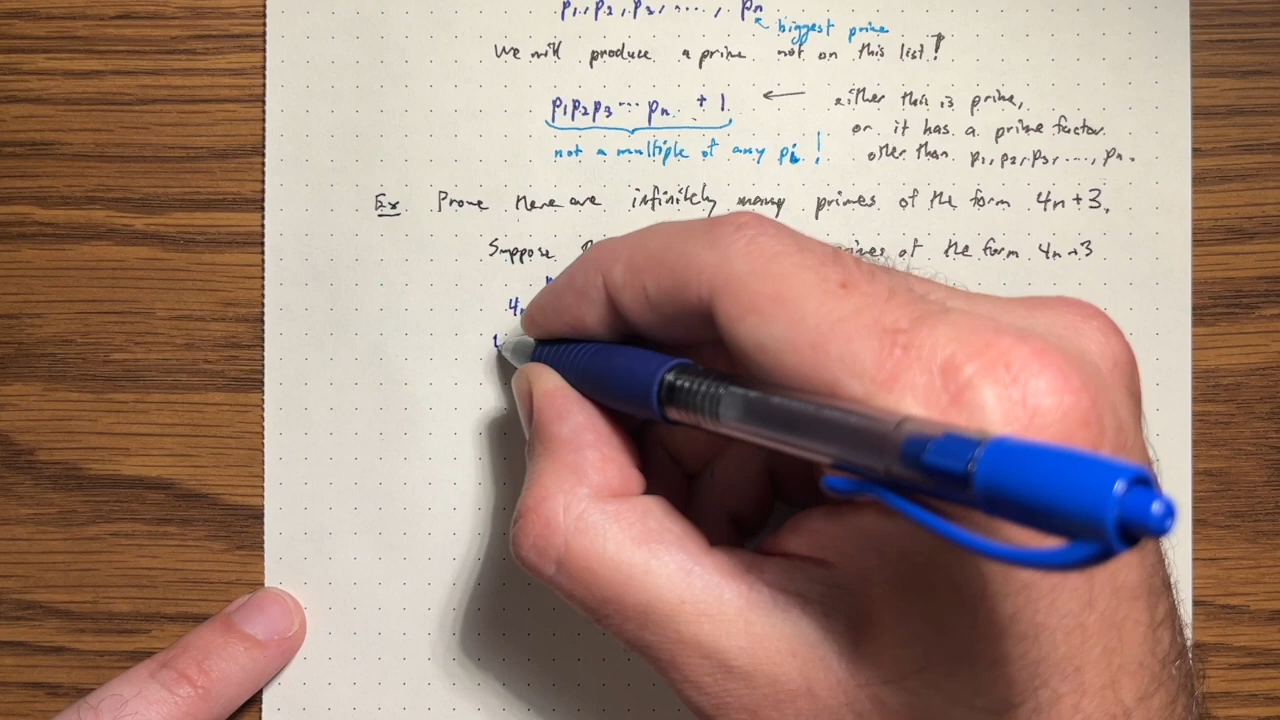 p₁, p₂, p₃, ...., pₙ
biggest prime
We will produce a prime not on this list!
p₁p₂p₃ ... pₙ + 1 ← either this is prime,
or it has a prime factor
not a multiple of any pᵢ ! other than p₁, p₂, p₃, ...., pₙ.
Ex Prove there are infinitely many primes of the form 4n+3.
Suppose of the form 4n+3